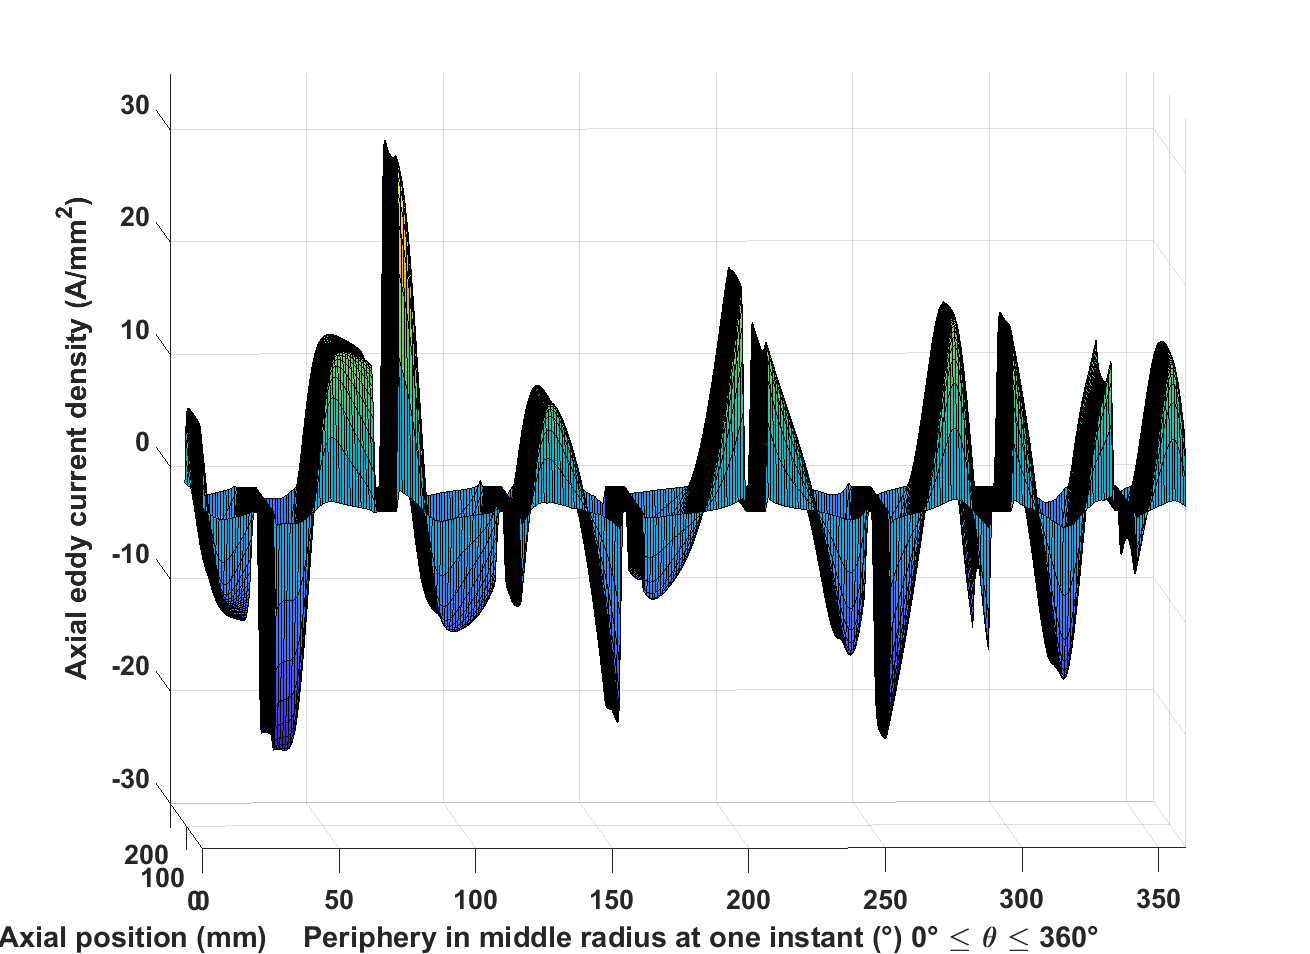 30
20
10
0
-10
-20
-30
Axial eddy current density (A/mm²)
200
100
0
0 50 100 150 200 250 300 350
Axial position (mm)
Periphery in middle radius at one instant (°) 0° ≤ θ ≤ 360°